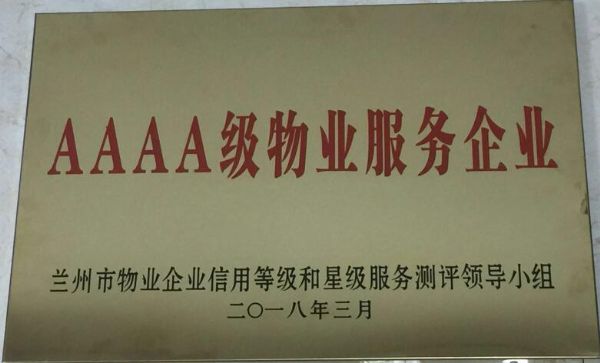 AAAA级物业服务企业
兰州市物业企业信用等级和星级服务测评领导小组
二〇一八年三月